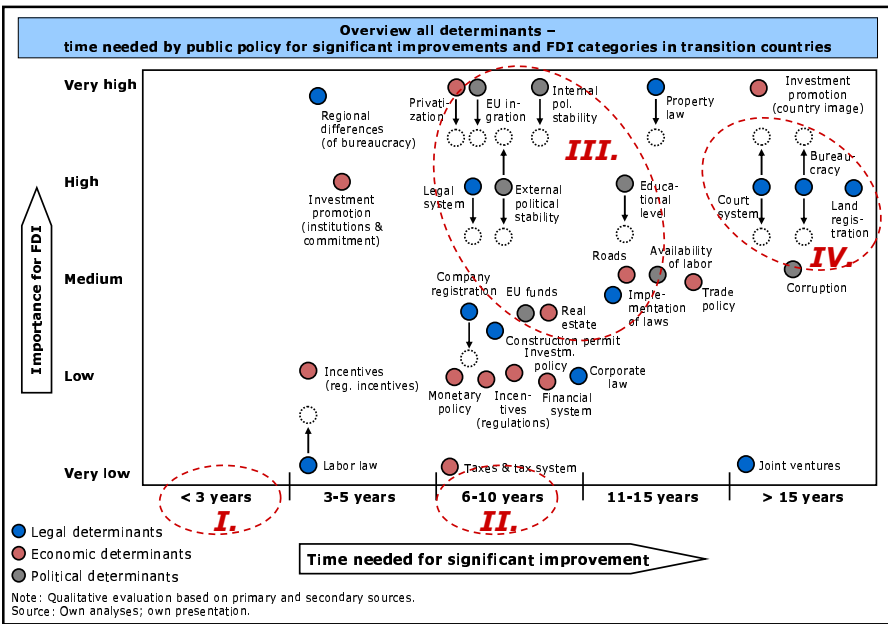 Overview all determinants –
time needed by public policy for significant improvements and FDI categories in transition countries
Importance for FDI
Very high
High
Medium
Low
Very low
Regional
differences
(of bureaucracy)
Privati-
zation
EU in-
tegration
Internal
pol.
stability
Property
law
Investment
promotion
(country image)
III.
Investment
promotion
(institutions &
commitment)
Legal
system
External
political
stability
Educa-
tional
level
Court
system
Bureau-
cracy
Land
regis-
tration
IV.
Roads
Availability
of labor
Trade
policy
Corruption
Company
registration
EU funds
Real
estate
Imple-
mentation
of laws
Construction permit
Incentives
(reg. incentives)
Monetary
policy
Incen-
tives
(regulations)
Investm.
policy
Financial
system
Corporate
law
Labor law
Taxes & tax system
Joint ventures
< 3 years
3-5 years
6-10 years
11-15 years
> 15 years
I.
II.
Legal determinants
Economic determinants
Political determinants
Time needed for significant improvement
Note: Qualitative evaluation based on primary and secondary sources.
Source: Own analyses; own presentation.